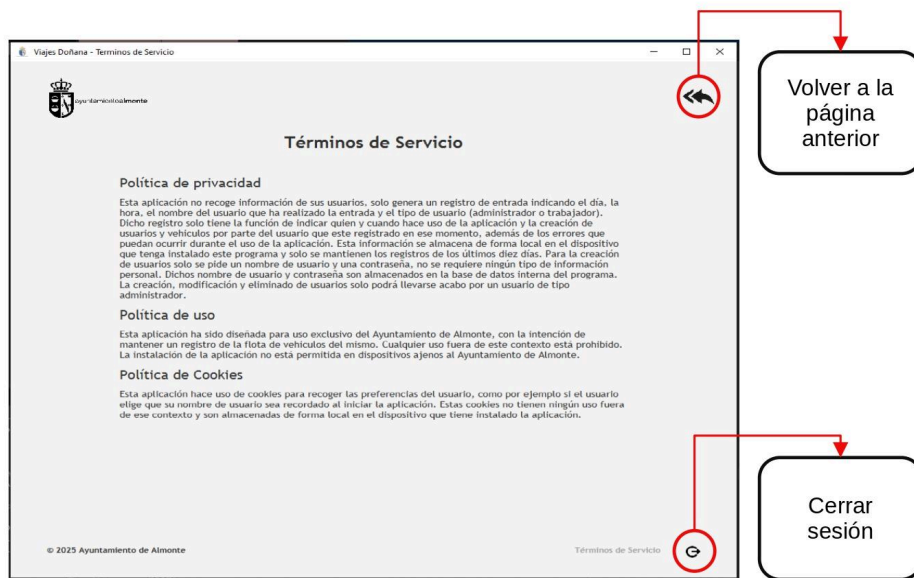 Viajes Doñana - Terminos de Servicio
ayuntamientoalmonte
Volver a la
página
anterior
Términos de Servicio
Política de privacidad
Esta aplicación no recoge información de sus usuarios, solo genera un registro de entrada indicando el día, la
hora, el nombre del usuario que ha realizado la entrada y el tipo de usuario (administrador o trabajador).
Dicho registro solo tiene la función de indicar quien y cuando hace uso de la aplicación y la creación de
usuarios y vehículos por parte del usuario que este registrado en ese momento, además de los errores que
puedan ocurrir durante el uso de la aplicación. Esta información se almacena de forma local en el dispositivo
que tenga instalado este programa y solo se mantienen los registros de los últimos diez días. Para la creación
de usuarios solo se pide un nombre de usuario y una contraseña, no se requiere ningún tipo de información
personal. Dichos nombre de usuario y contraseña son almacenados en la base de datos interna del programa.
La creación, modificación y eliminado de usuarios solo podrá llevarse acabo por un usuario de tipo
administrador.
Política de uso
Esta aplicación ha sido diseñada para uso exclusivo del Ayuntamiento de Almonte, con la intención de
mantener un registro de la flota de vehículos del mismo. Cualquier uso fuera de este contexto está prohibido.
La instalación de la aplicación no está permitida en dispositivos ajenos al Ayuntamiento de Almonte.
Política de Cookies
Esta aplicación hace uso de cookies para recoger las preferencias del usuario, como por ejemplo si el usuario
elige que su nombre de usuario sea recordado al iniciar la aplicación. Estas cookies no tienen ningún uso fuera
de ese contexto y son almacenadas de forma local en el dispositivo que tiene instalado la aplicación.
Cerrar
sesión
© 2025 Ayuntamiento de Almonte
Términos de Servicio